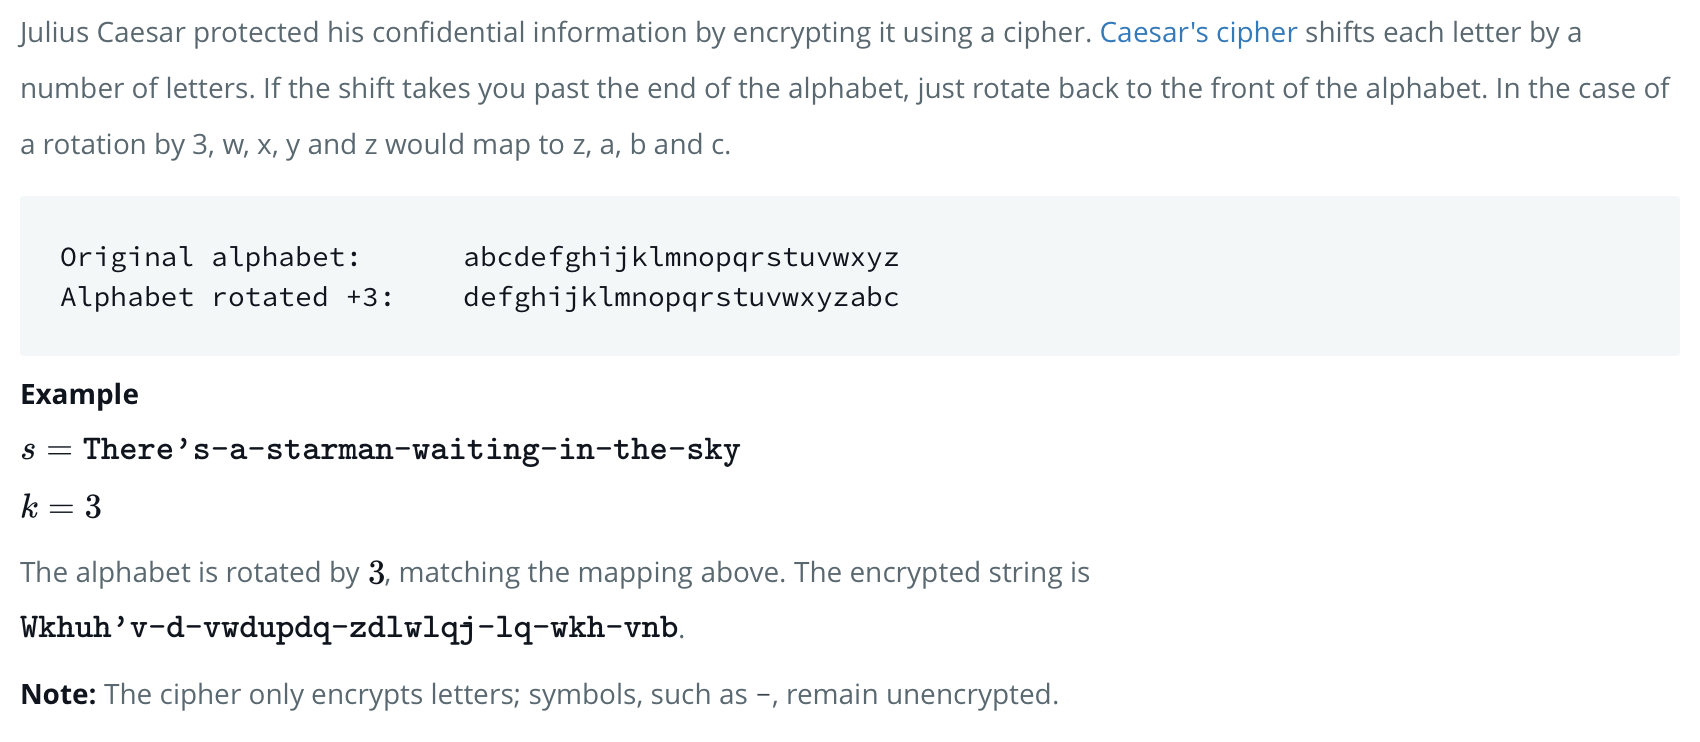 Julius Caesar protected his confidential information by encrypting it using a cipher. Caesar's cipher shifts each letter by a
number of letters. If the shift takes you past the end of the alphabet, just rotate back to the front of the alphabet. In the case of
a rotation by 3, w, x, y and z would map to z, a, b and c.
Original alphabet:      abcdefghijklmnopqrstuvwxyz
Alphabet rotated +3:    defghijklmnopqrstuvwxyzabc
Example
s = There’s-a-starman-waiting-in-the-sky
k = 3
The alphabet is rotated by 3, matching the mapping above. The encrypted string is
Wkhuh’v-d-vwdupdq-zdlwlqj-lq-wkh-vnb.
Note: The cipher only encrypts letters; symbols, such as -, remain unencrypted.